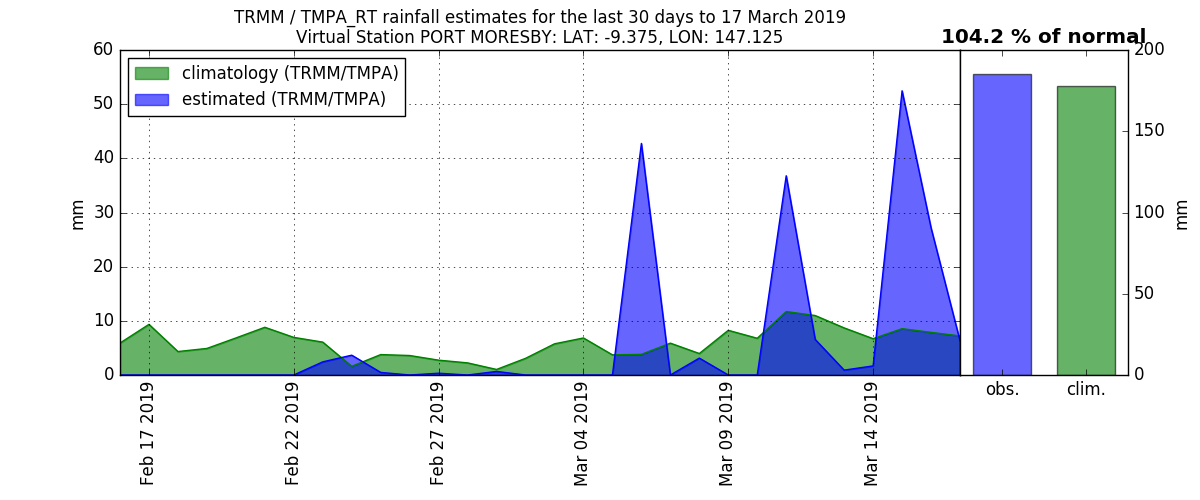 TRMM / TMPA_RT rainfall estimates for the last 30 days to 17 March 2019
Virtual Station PORT MORESBY: LAT: -9.375, LON: 147.125
104.2 % of normal
climatology (TRMM/TMPA)
estimated (TRMM/TMPA)
60
50
40
30
20
10
0
mm
Feb 17 2019
Feb 22 2019
Feb 27 2019
Mar 04 2019
Mar 09 2019
Mar 14 2019
200
150
100
50
0
mm
obs.
clim.